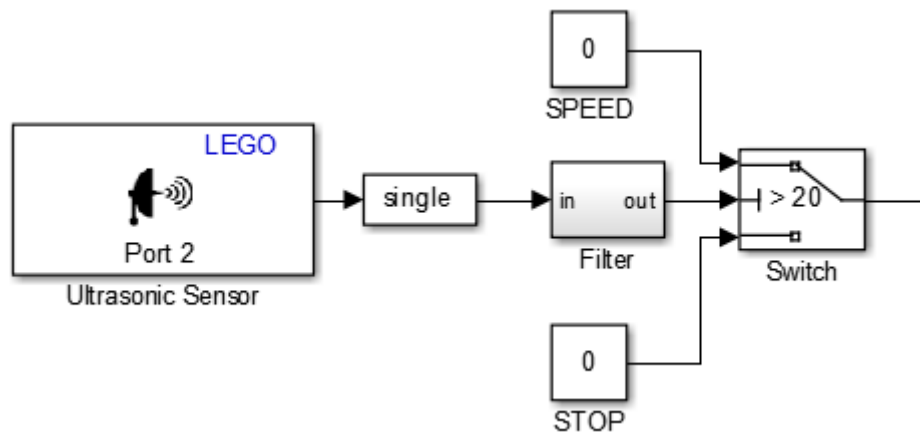 0
SPEED
LEGO
Port 2
Ultrasonic Sensor
single
in out
Filter
> 20
Switch
0
STOP